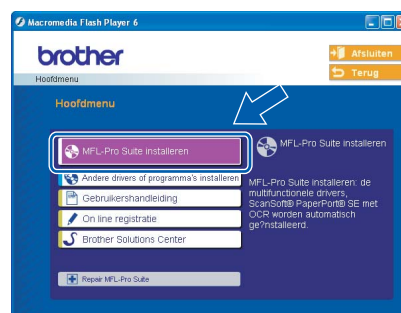 Macromedia Flash Player 6
brother
Afsluiten
Hoofdmenu
Terug
Hoofdmenu
MFL-Pro Suite installeren
Andere drivers of programma's installeren
Gebruikershandleiding
On line registratie
Brother Solutions Center
Repair MFL-Pro Suite
MFL-Pro Suite installeren
MFL-Pro Suite installeren: de
multifunctionele drivers,
ScanSoft® PaperPort® SE met
OCR worden automatisch
ge?nstalleerd.